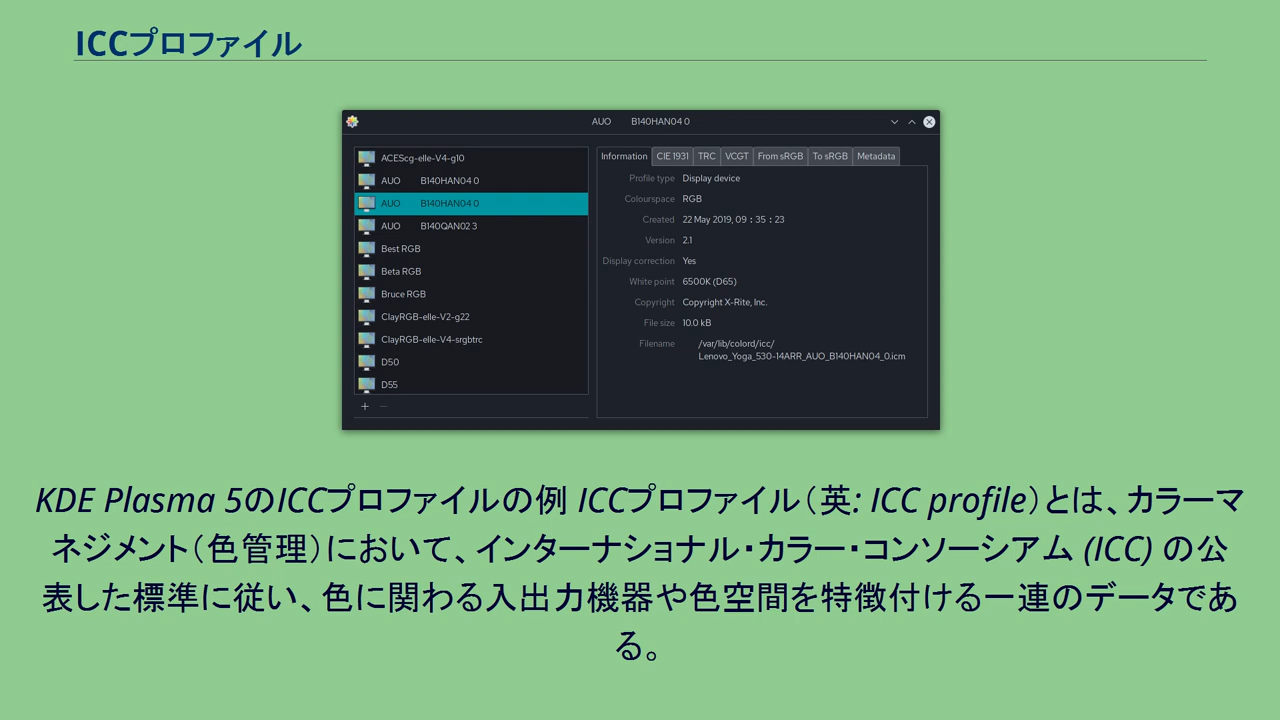 ICCプロファイル
AUO B140HAN04 0
ACEScg-elle-V4-g10
AUO B140HAN04 0
AUO B140HAN04 0
AUO B140QAN02 3
Best RGB
Beta RGB
Bruce RGB
ClayRGB-elle-V2-g22
ClayRGB-elle-V4-srgbtrc
D50
D55
Information CIE 1931 TRC VCGT From sRGB To sRGB Metadata
Profile type Display device
Colourspace RGB
Created 22 May 2019, 09 : 35 : 23
Version 2.1
Display correction Yes
White point 6500K (D65)
Copyright Copyright X-Rite, Inc.
File size 10.0 kB
Filename /var/lib/colord/icc/
Lenovo_Yoga_530-14ARR_AUO_B140HAN04_0.icm
KDE Plasma 5のICCプロファイルの例 ICCプロファイル（英: ICC profile）とは、カラーマ
ネジメント（色管理）において、インターナショナル・カラー・コンソーシアム (ICC) の公
表した標準に従い、色に関わる入出力機器や色空間を特徴付ける一連のデータであ
る。